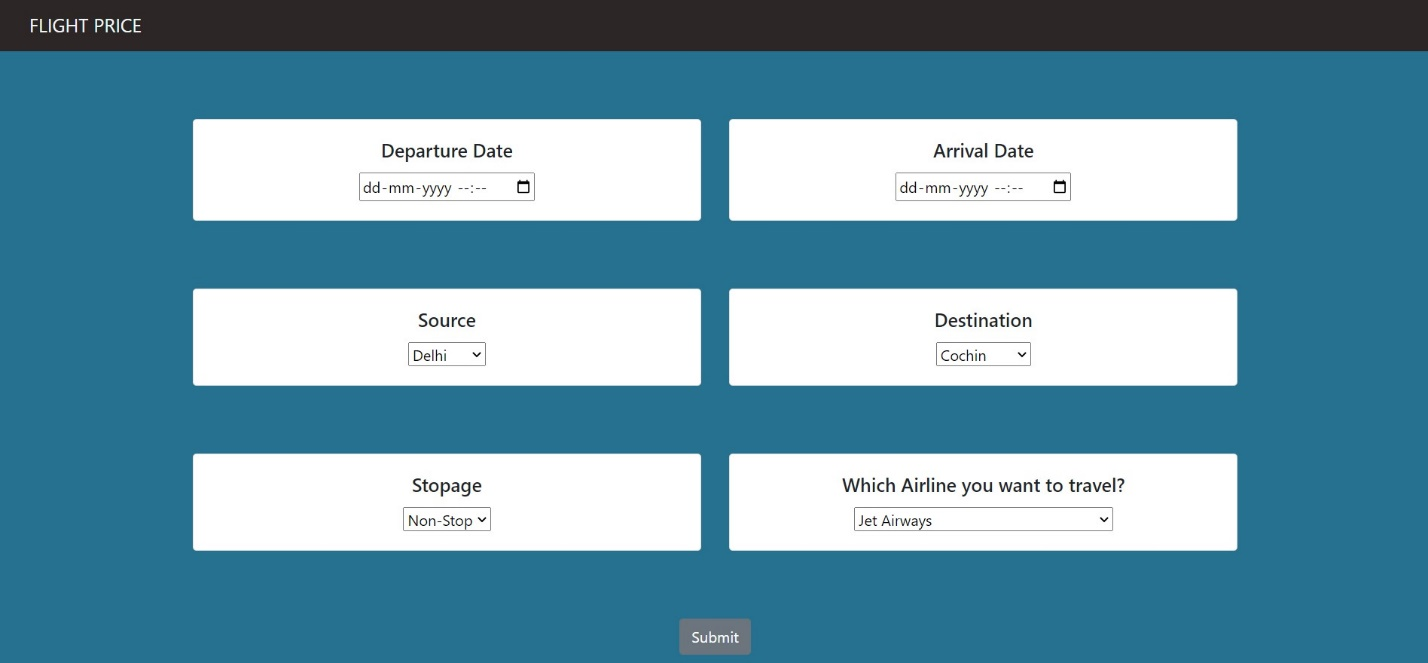 FLIGHT PRICE
Departure Date
dd-mm-yyyy --:--
Arrival Date
dd-mm-yyyy --:--
Source
Delhi
Destination
Cochin
Stopage
Non-Stop
Which Airline you want to travel?
Jet Airways
Submit